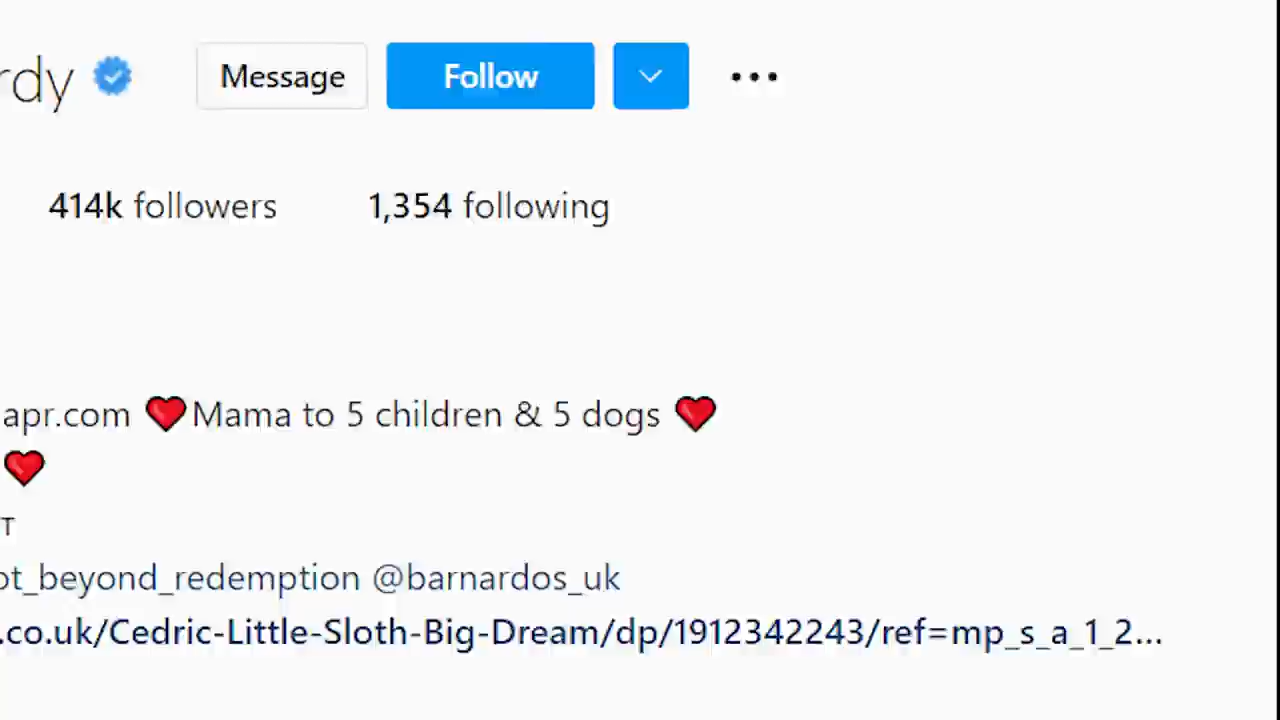 rdy Message Follow
414k followers 1,354 following
apr.com ❤️Mama to 5 children & 5 dogs ❤️
❤️
T
ot_beyond_redemption @barnardos_uk
.co.uk/Cedric-Little-Sloth-Big-Dream/dp/1912342243/ref=mp_s_a_1_2...